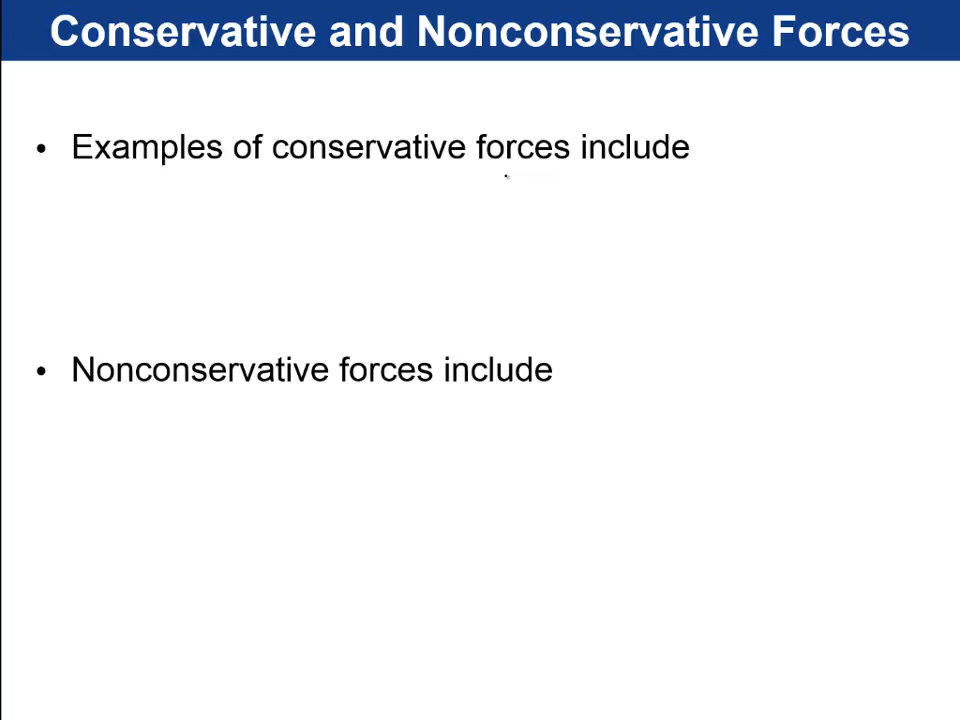 Conservative and Nonconservative Forces
• Examples of conservative forces include
• Nonconservative forces include